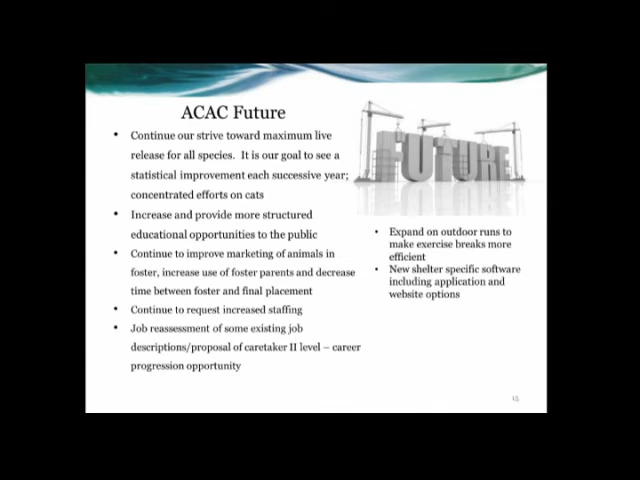 ACAC Future
• Continue our strive toward maximum live
release for all species. It is our goal to see a
statistical improvement each successive year;
concentrated efforts on cats
• Increase and provide more structured
educational opportunities to the public
• Continue to improve marketing of animals in
foster, increase use of foster parents and decrease
time between foster and final placement
• Continue to request increased staffing
• Job reassessment of some existing job
descriptions/proposal of caretaker II level – career
progression opportunity
FUTURE
• Expand on outdoor runs to
make exercise breaks more
efficient
• New shelter specific software
including application and
website options
15